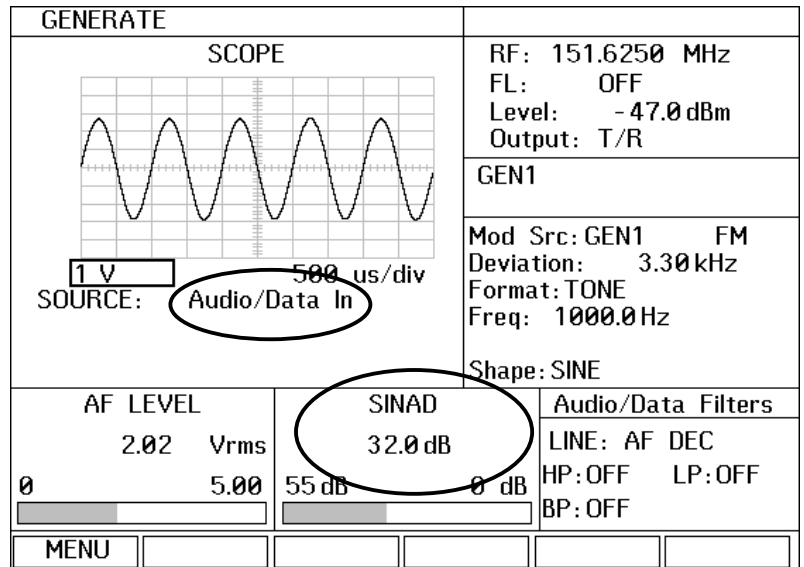 GENERATE
SCOPE
1 V 500 us/div
SOURCE: Audio/Data In
RF: 151.6250 MHz
FL: OFF
Level: -47.0 dBm
Output: T/R
GEN1
Mod Src: GEN1 FM
Deviation: 3.30 kHz
Format: TONE
Freq: 1000.0 Hz
Shape: SINE
AF LEVEL
2.02 Vrms
0 5.00
SINAD
32.0 dB
55 dB 0 dB
Audio/Data Filters
LINE: AF DEC
HP: OFF LP: OFF
BP: OFF
MENU